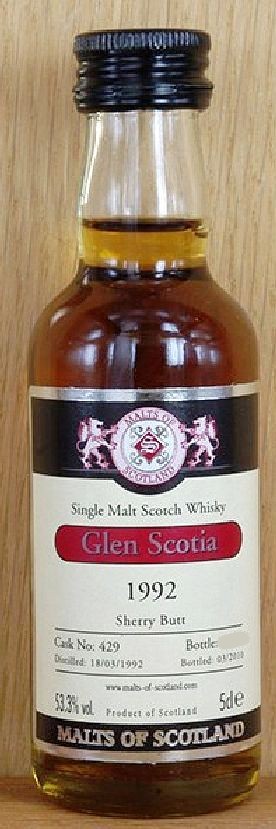 MALTS OF
S
SCOTLAND
Single Malt Scotch Whisky
Glen Scotia
1992
Sherry Butt
Cask No: 429 Bottle:
Distilled: 18/03/1992 Bottled: 03/2010
www.malts-of-scotland.com
53.3% vol. Product of Scotland 5cl e
MALTS OF SCOTLAND